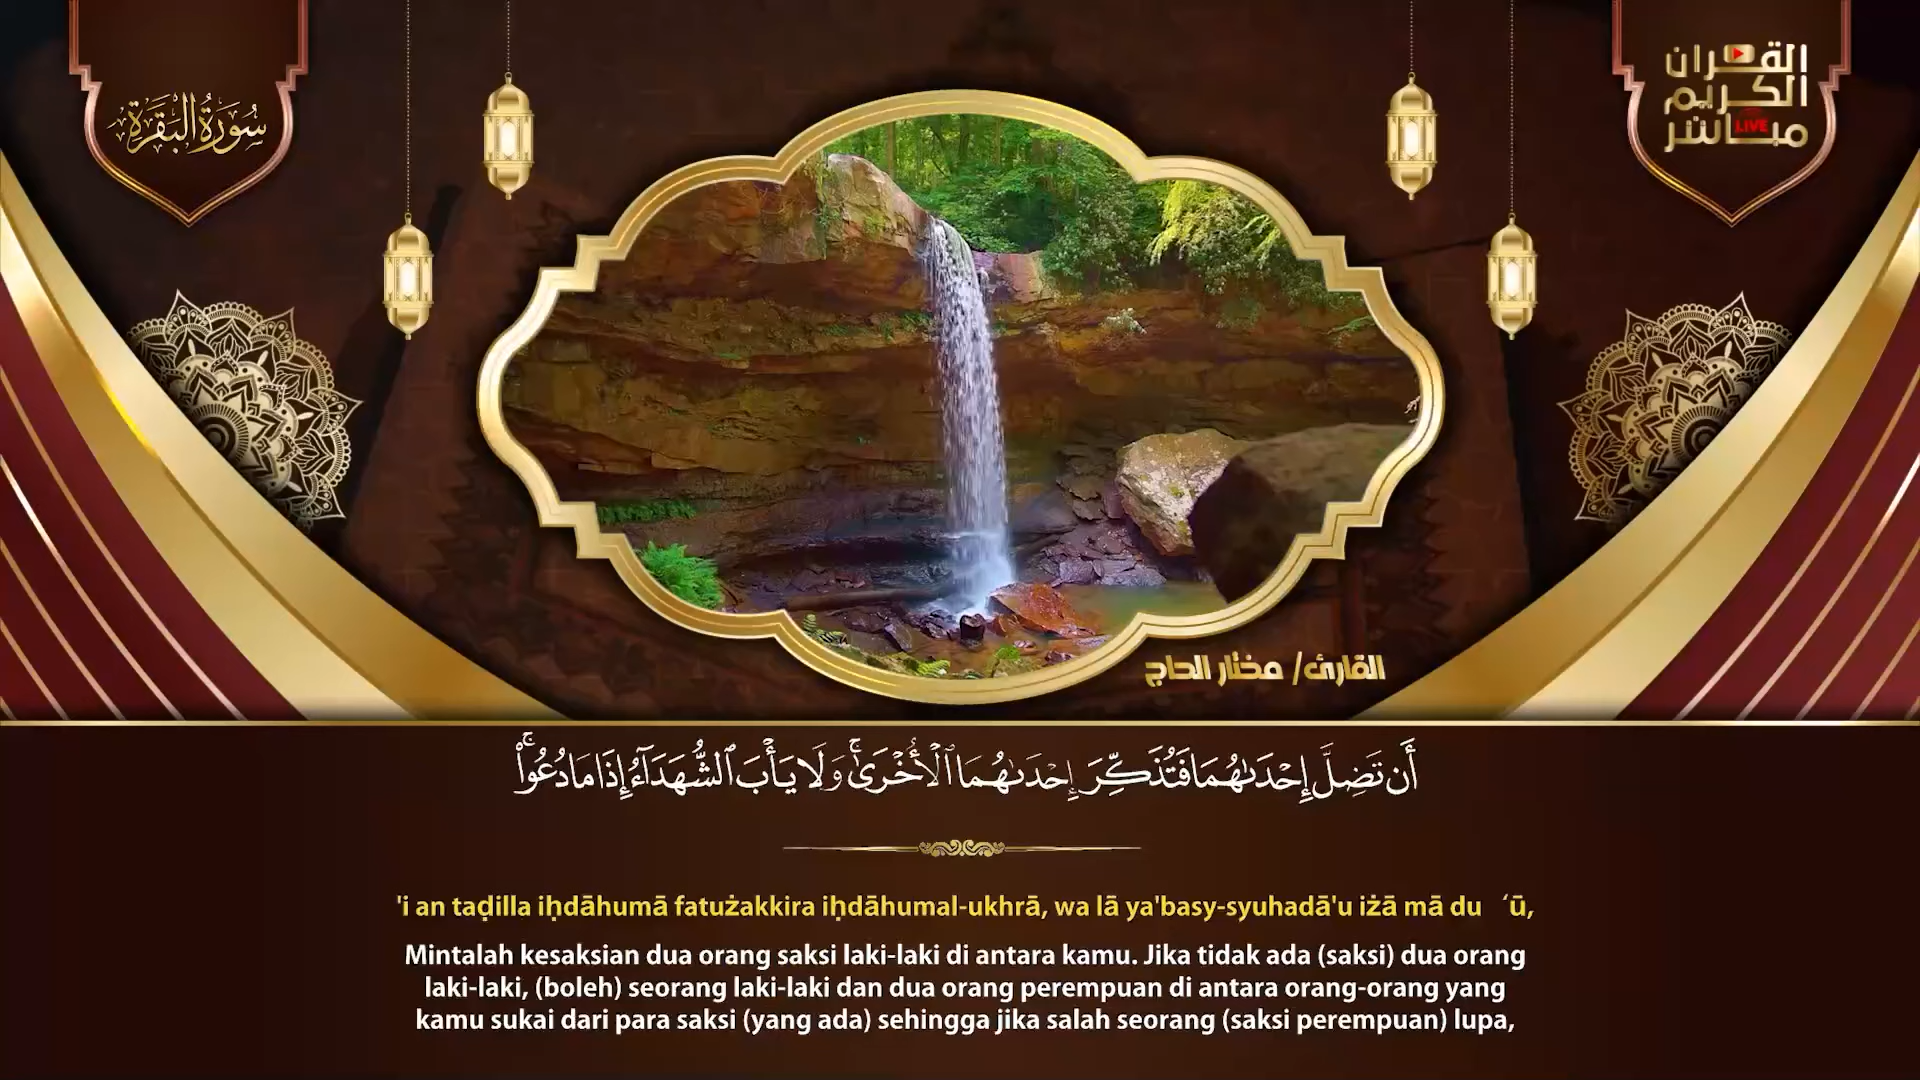 سُورَةُ البَقَرَةِ
القران
الكريم
مباشر
LIVE
القارئ/ مختار الحاج
أَن تَضِلَّ إِحْدَىٰهُمَا فَتُذَكِّرَ إِحْدَىٰهُمَا ٱلْأُخْرَىٰۚ وَلَا يَأْبَ ٱلشُّهَدَآءُ إِذَا مَا دُعُوا۟ۚ
'i an taḍilla iḥdāhumā fatużakkira iḥdāhumal-ukhrā, wa lā ya'basy-syuhadā'u iżā mā du ‘ū,
Mintalah kesaksian dua orang saksi laki-laki di antara kamu. Jika tidak ada (saksi) dua orang
laki-laki, (boleh) seorang laki-laki dan dua orang perempuan di antara orang-orang yang
kamu sukai dari para saksi (yang ada) sehingga jika salah seorang (saksi perempuan) lupa,